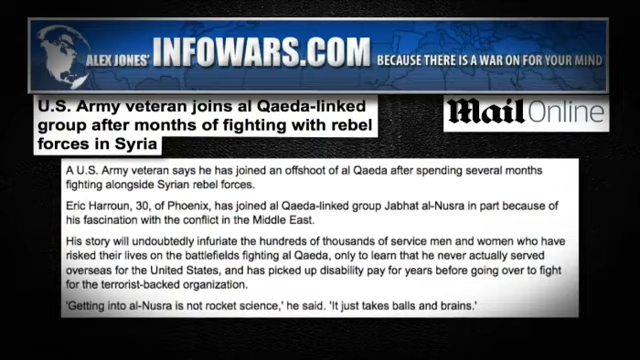 ALEX JONES' INFOWARS.COM BECAUSE THERE IS A WAR ON FOR YOUR MIND
U.S. Army veteran joins al Qaeda-linked
group after months of fighting with rebel
forces in Syria
Mail Online
A U.S. Army veteran says he has joined an offshoot of al Qaeda after spending several months
fighting alongside Syrian rebel forces.
Eric Harroun, 30, of Phoenix, has joined al Qaeda-linked group Jabhat al-Nusra in part because of
his fascination with the conflict in the Middle East.
His story will undoubtedly infuriate the hundreds of thousands of service men and women who have
risked their lives on the battlefields fighting al Qaeda, only to learn that he never actually served
overseas for the United States, and has picked up disability pay for years before going over to fight
for the terrorist-backed organization.
'Getting into al-Nusra is not rocket science,' he said. 'It just takes balls and brains.'